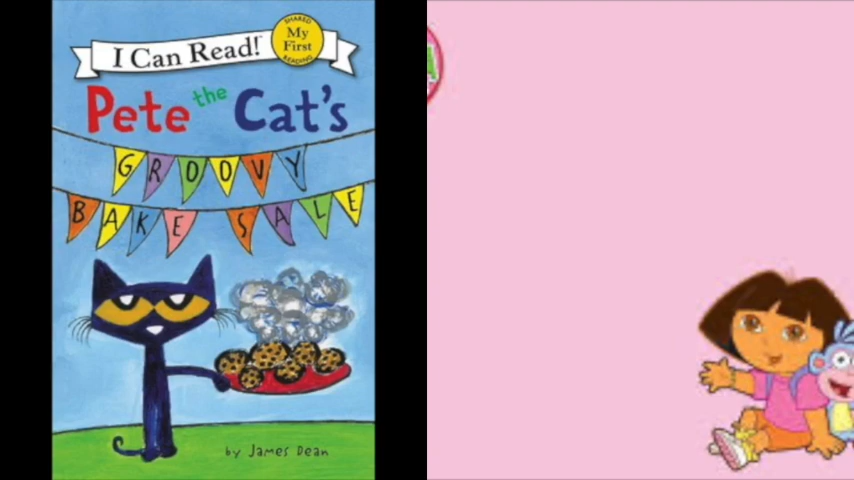 I Can Read!
SHARED
My
First
READING
Pete the Cat's
GROOVY
BAKE SALE
by James Dean